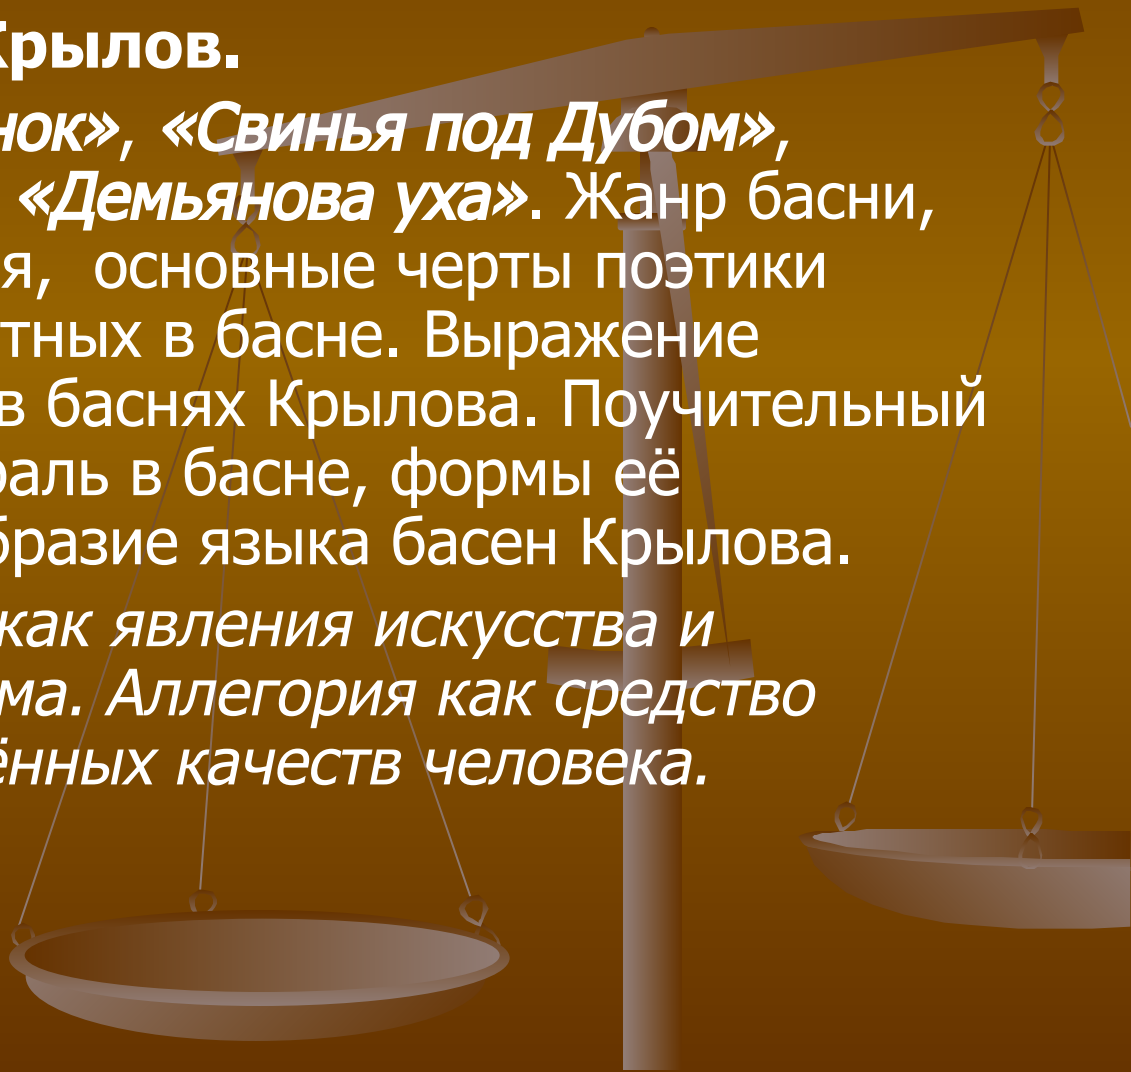 Крылов.
нок», «Свинья под Дубом»,
«Демьянова уха». Жанр басни,
я, основные черты поэтики
тных в басне. Выражение
в баснях Крылова. Поучительный
раль в басне, формы её
бразие языка басен Крылова.
как явления искусства и
ма. Аллегория как средство
ённых качеств человека.